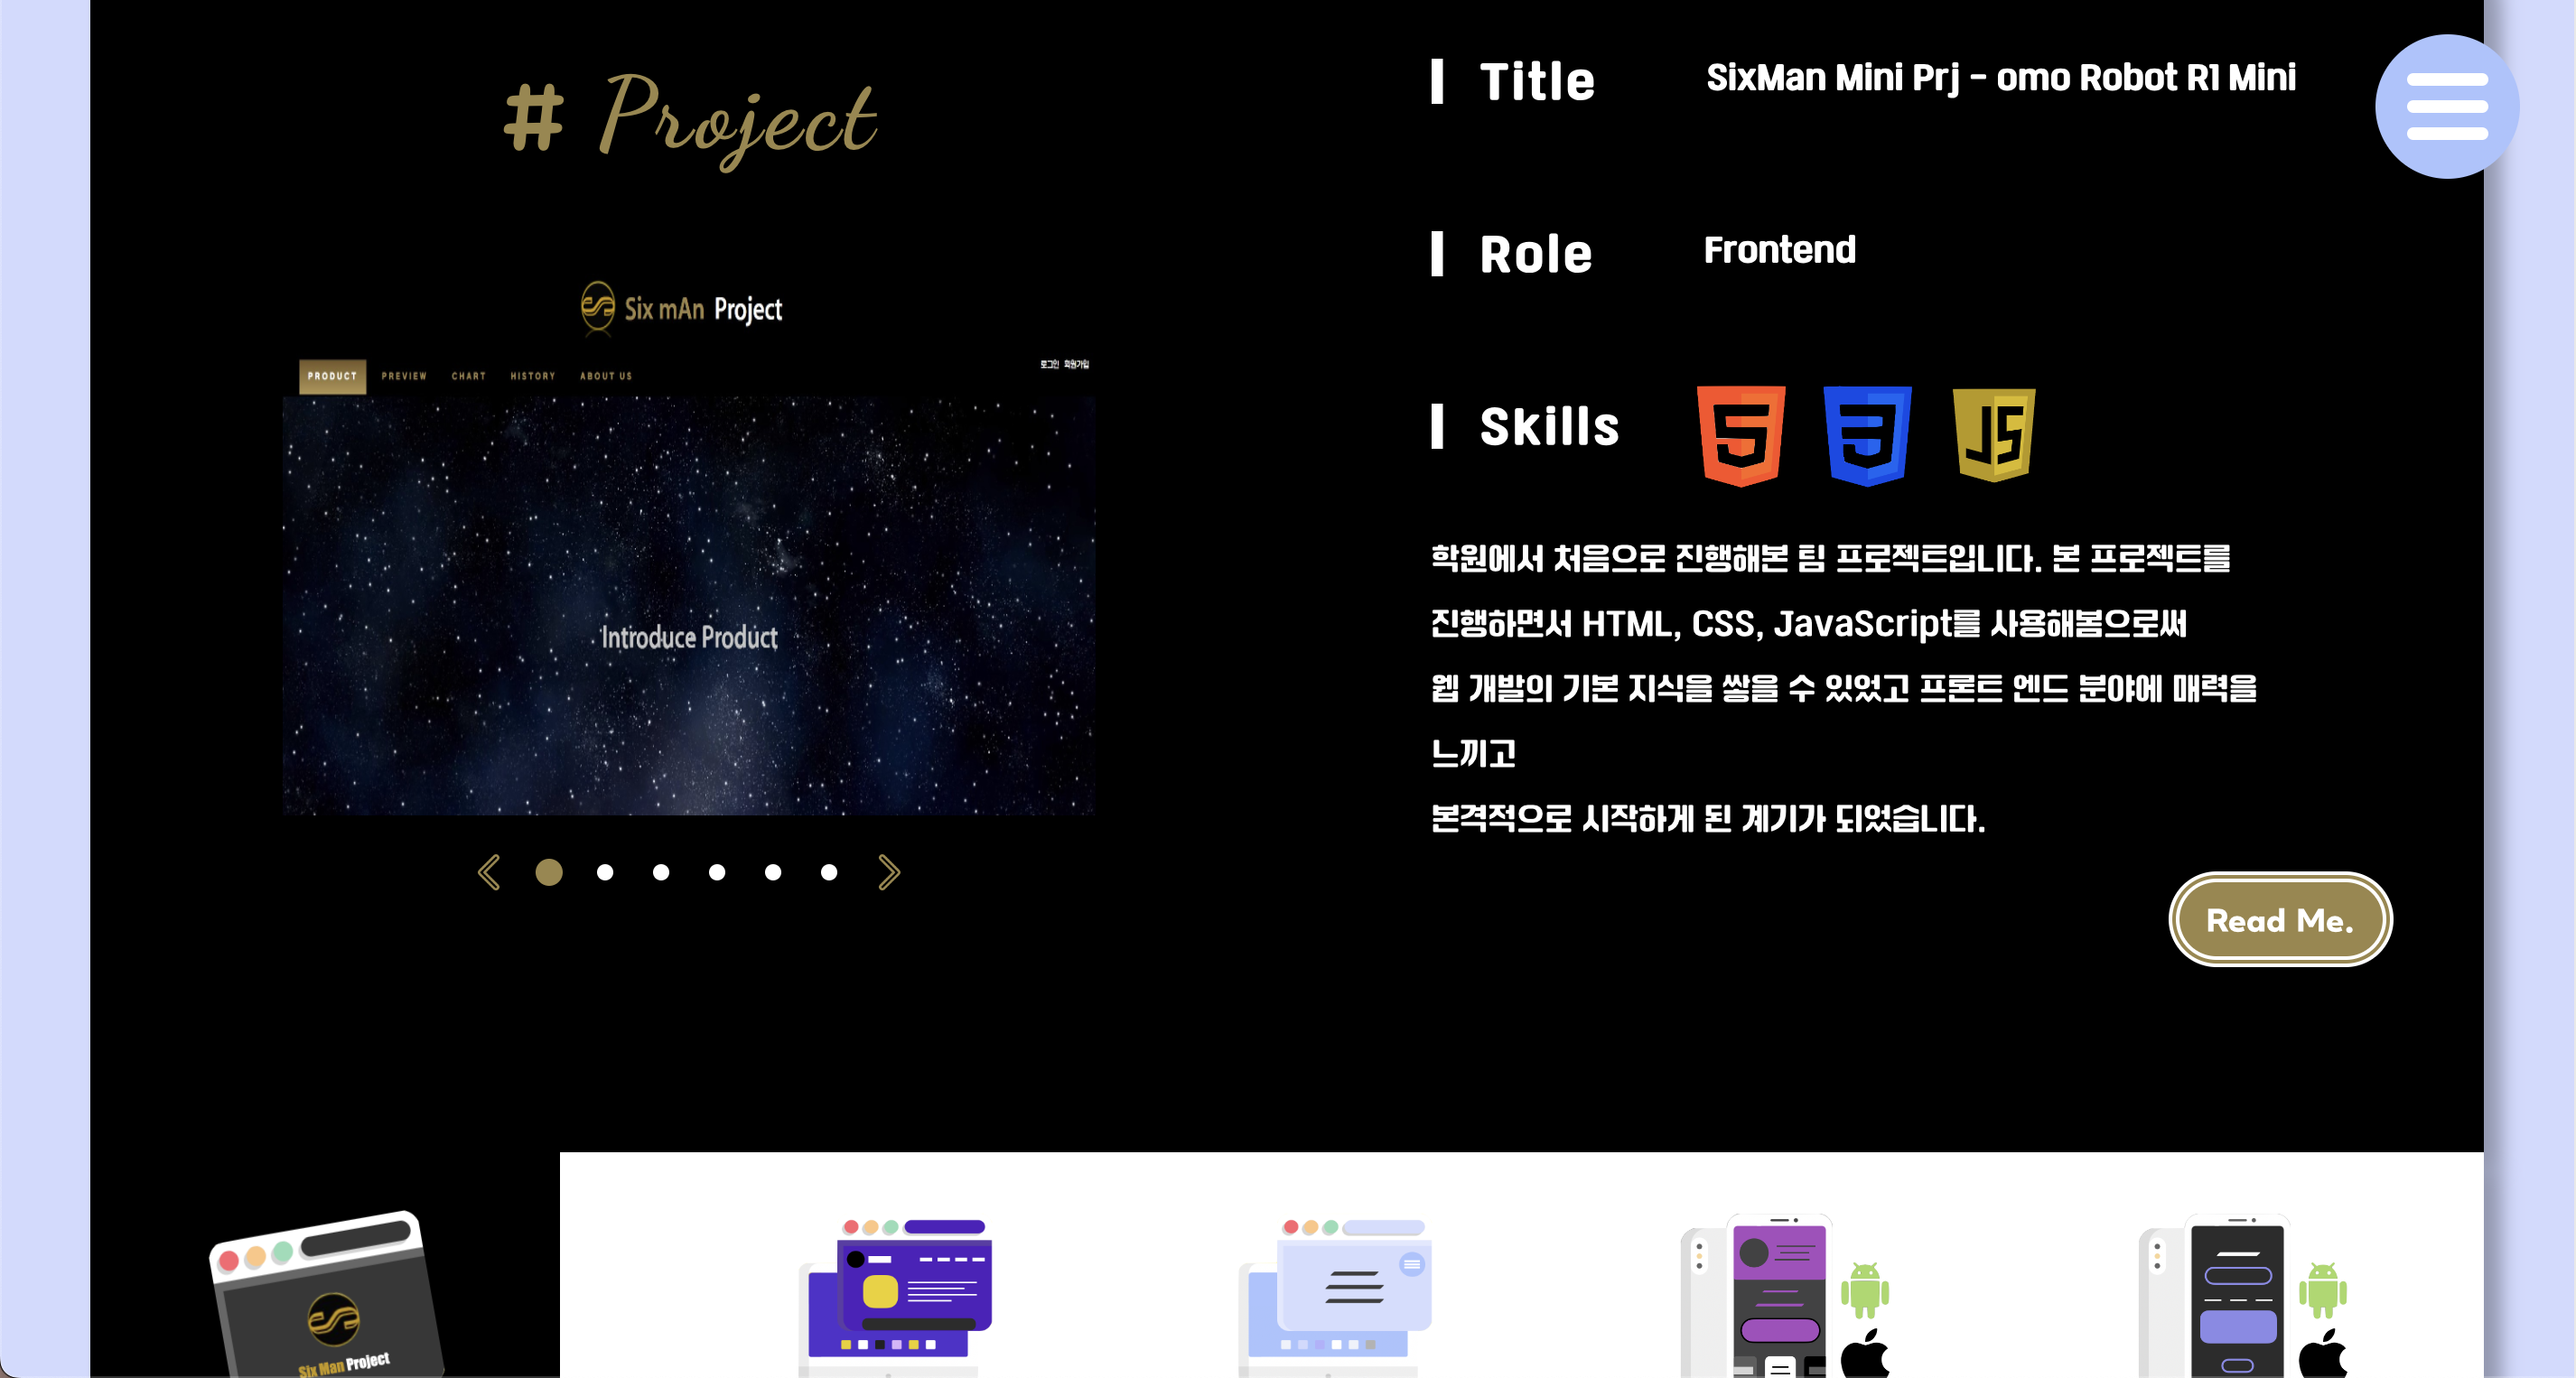 # Project
Six mAn Project
PRODUCT PREVIEW CHART HISTORY ABOUT US
로그인 회원가입
Introduce Product
Title SixMan Mini Prj - omo Robot R1 Mini
Role Frontend
Skills
학원에서 처음으로 진행해본 팀 프로젝트입니다. 본 프로젝트를
진행하면서 HTML, CSS, JavaScript를 사용해봄으로써
웹 개발의 기본 지식을 쌓을 수 있었고 프론트 엔드 분야에 매력을
느끼고
본격적으로 시작하게 된 계기가 되었습니다.
Read Me.
Six Man Project